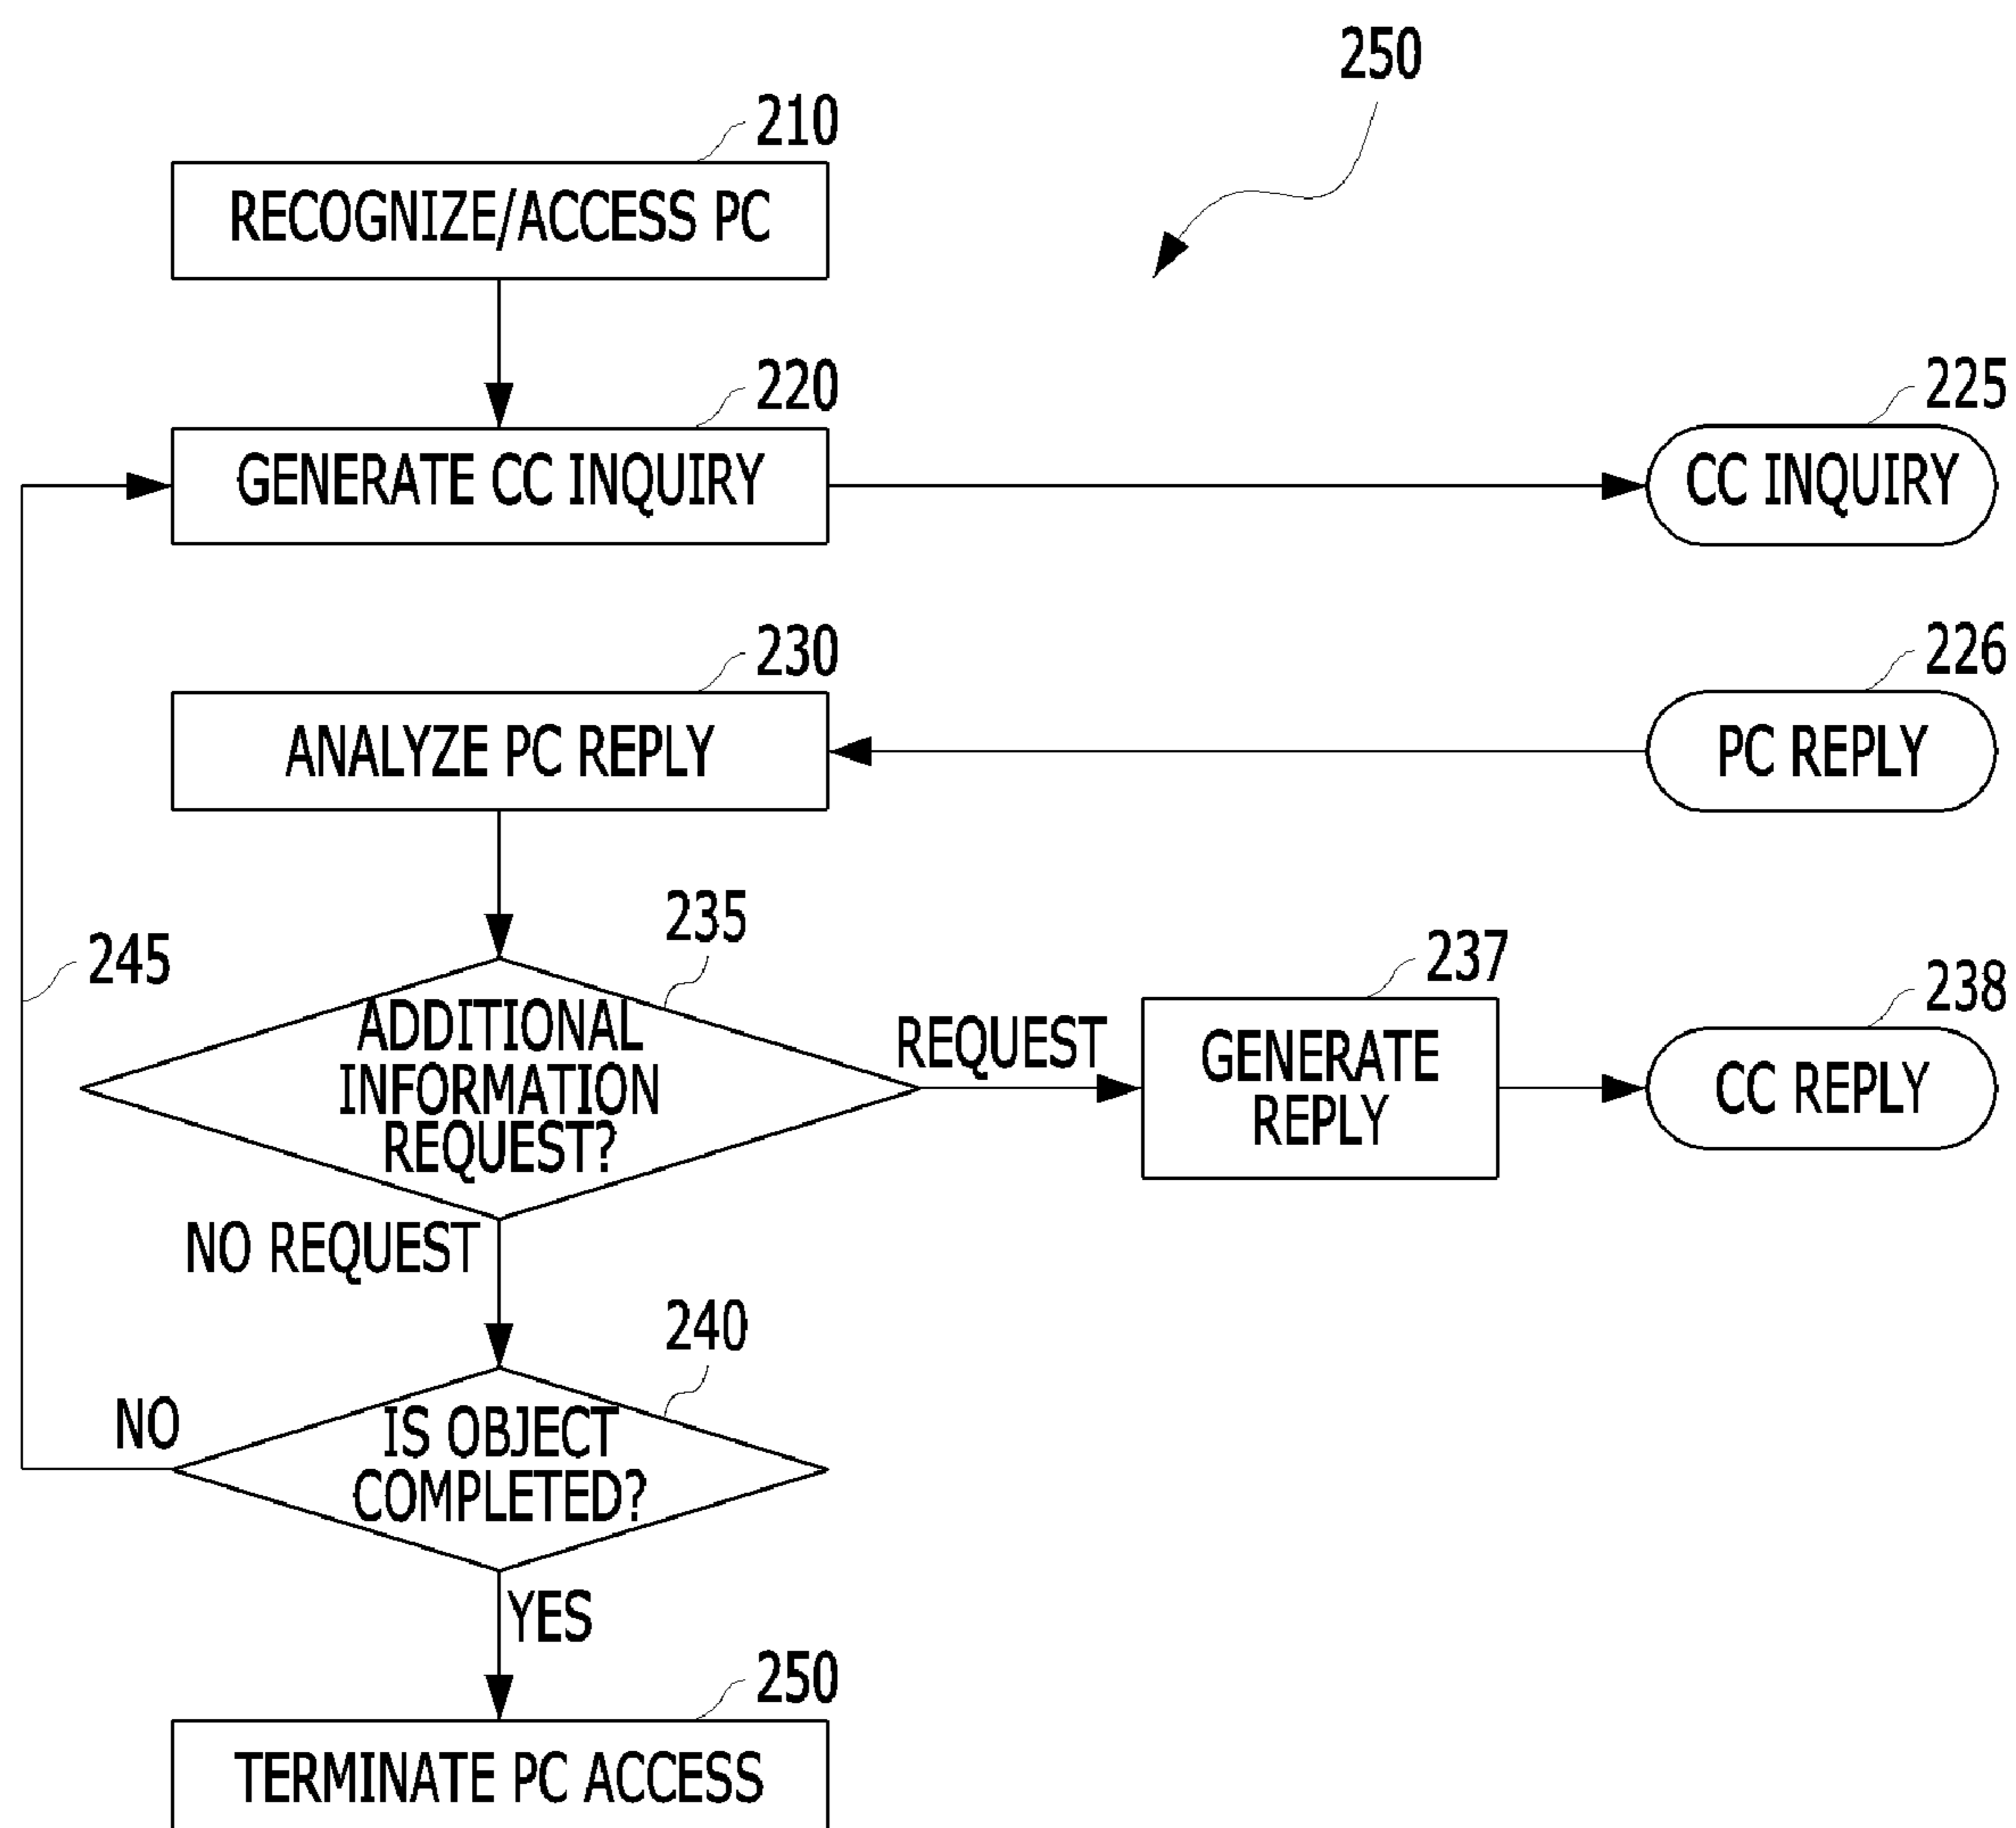 250
210
RECOGNIZE/ACCESS PC
220
GENERATE CC INQUIRY
225
CC INQUIRY
230
ANALYZE PC REPLY
226
PC REPLY
245
235
ADDITIONAL
INFORMATION
REQUEST?
REQUEST
237
GENERATE
REPLY
238
CC REPLY
NO REQUEST
240
IS OBJECT
COMPLETED?
NO
YES
250
TERMINATE PC ACCESS